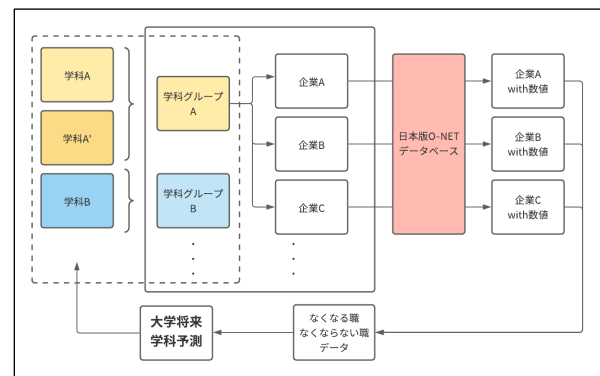 学科A
学科A'
学科B
学科グループ
A
学科グループ
B
企業A
企業B
企業C
日本版O-NET
データベース
企業A
with数値
企業B
with数値
企業C
with数値
大学将来
学科予測
なくなる職
なくならない職
データ